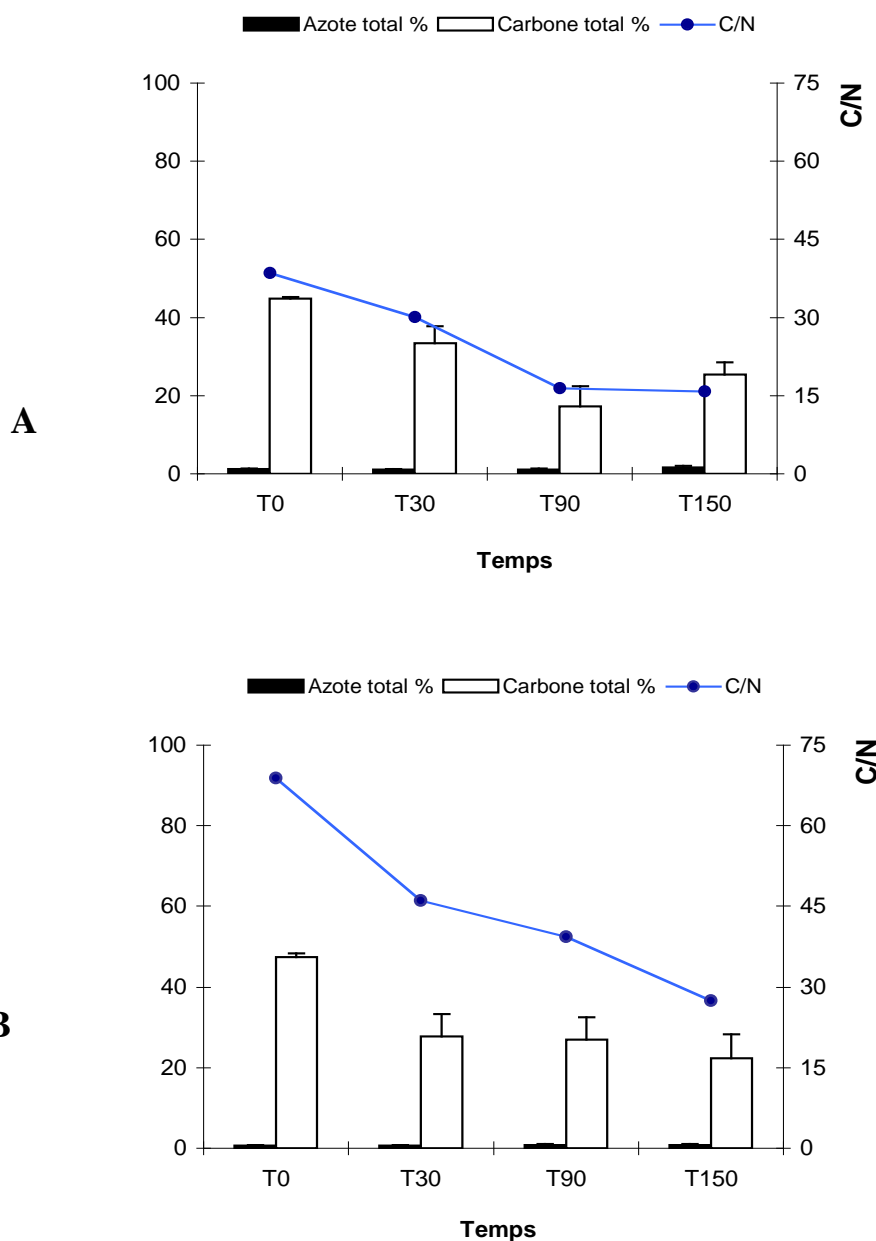 Azote total % Carbone total % C/N
100 75
80 60
C/N
60 45
40 30
20 15
0 0
A
T0 T30 T90 T150
Temps
Azote total % Carbone total % C/N
100 75
80 60
C/N
60 45
40 30
20 15
0 0
B
T0 T30 T90 T150
Temps